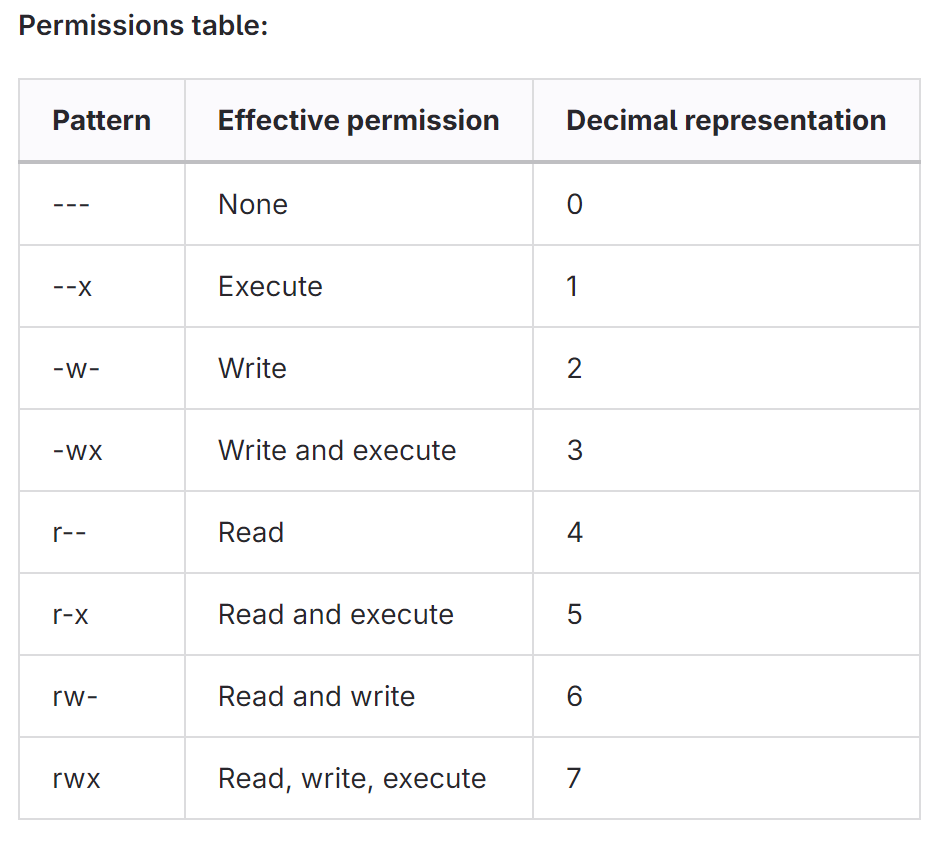 Permissions table:
Pattern Effective permission Decimal representation
--- None 0
--x Execute 1
-w- Write 2
-wx Write and execute 3
r-- Read 4
r-x Read and execute 5
rw- Read and write 6
rwx Read, write, execute 7